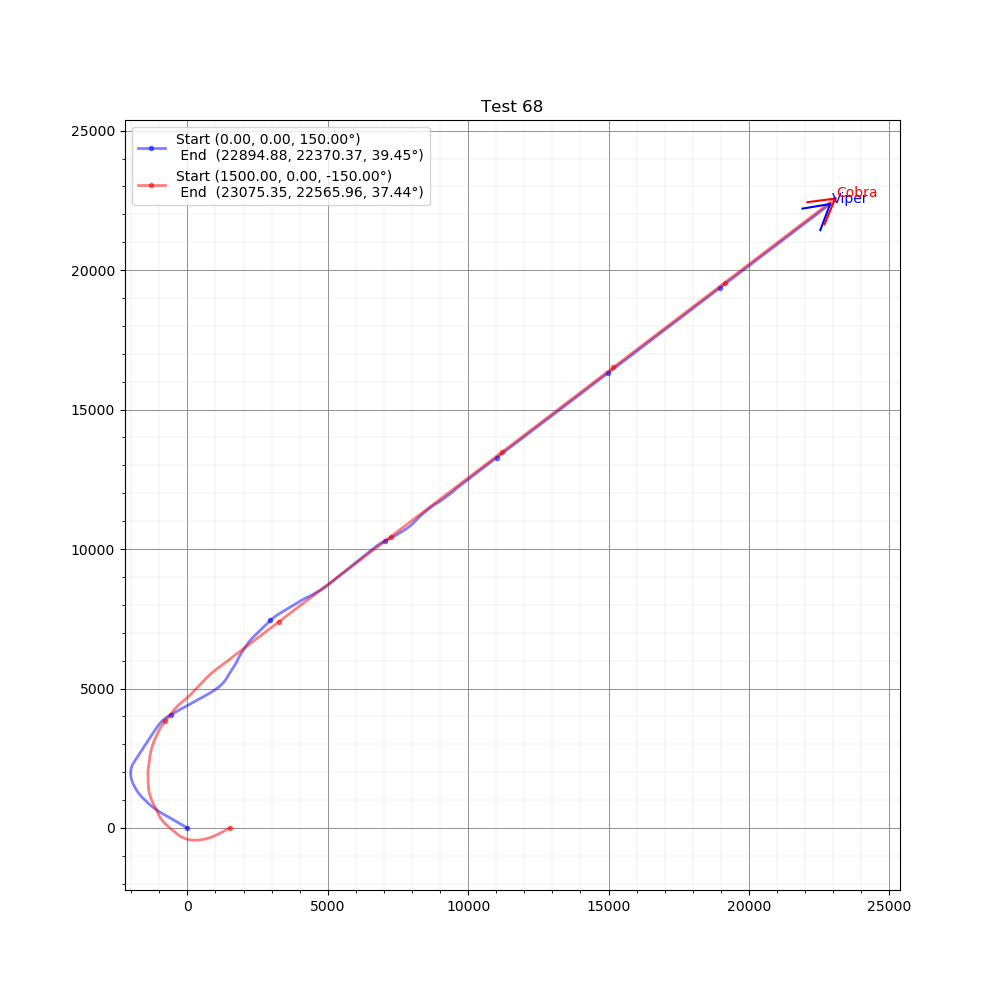 Test 68
Start (0.00, 0.00, 150.00°)
End (22894.88, 22370.37, 39.45°)
Start (1500.00, 0.00, -150.00°)
End (23075.35, 22565.96, 37.44°)
Cobra
Viper
25000
20000
15000
10000
5000
0
0 5000 10000 15000 20000 25000